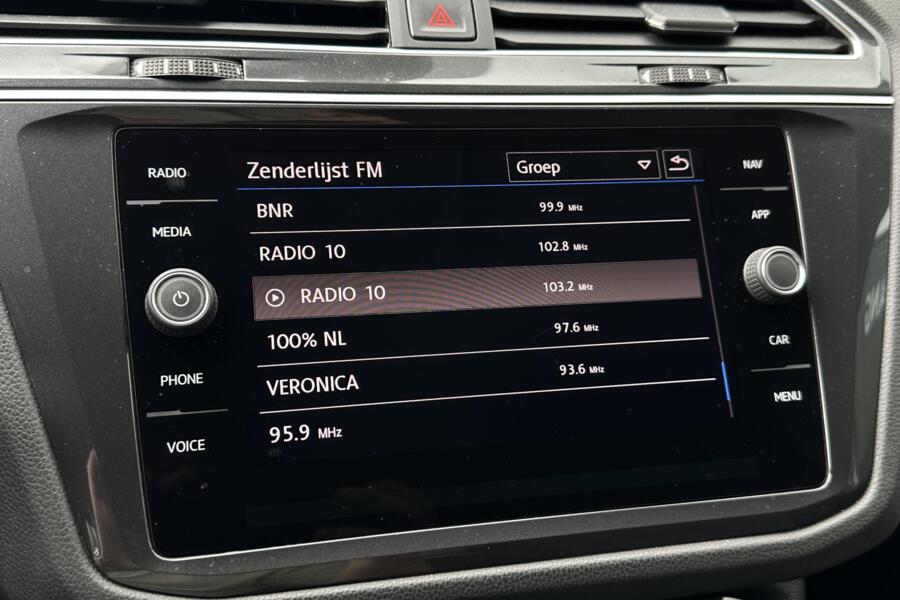 RADIO
MEDIA
PHONE
VOICE
Zenderlijst FM
Groep
BNR 99.9 MHz
RADIO 10 102.8 MHz
RADIO 10 103.2 MHz
100% NL 97.6 MHz
VERONICA 93.6 MHz
95.9 MHz
NAV
APP
CAR
MENU